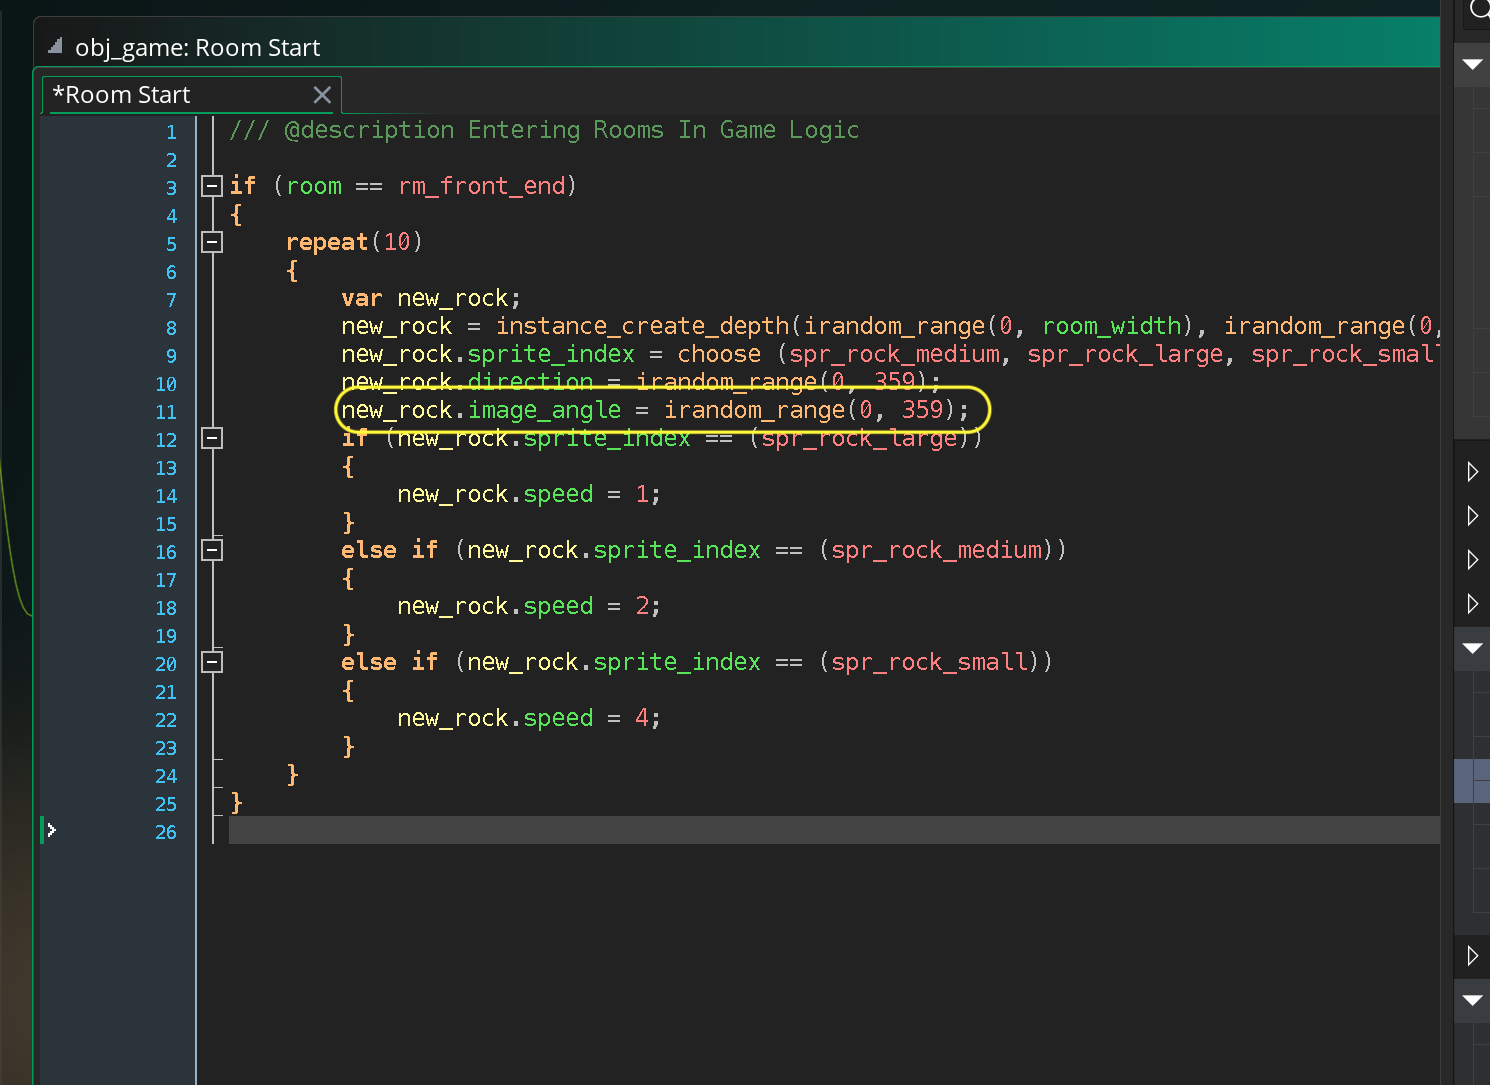 obj_game: Room Start
*Room Start
1 /// @description Entering Rooms In Game Logic
2
3 if (room == rm_front_end)
4 {
5 repeat(10)
6 {
7 var new_rock;
8 new_rock = instance_create_depth(irandom_range(0, room_width), irandom_range(0,
9 new_rock.sprite_index = choose (spr_rock_medium, spr_rock_large, spr_rock_small
10 new_rock.direction = irandom_range(0, 359);
11 new_rock.image_angle = irandom_range(0, 359);
12 if (new_rock.sprite_index == (spr_rock_large))
13 {
14 new_rock.speed = 1;
15 }
16 else if (new_rock.sprite_index == (spr_rock_medium))
17 {
18 new_rock.speed = 2;
19 }
20 else if (new_rock.sprite_index == (spr_rock_small))
21 {
22 new_rock.speed = 4;
23 }
24 }
25 }
26